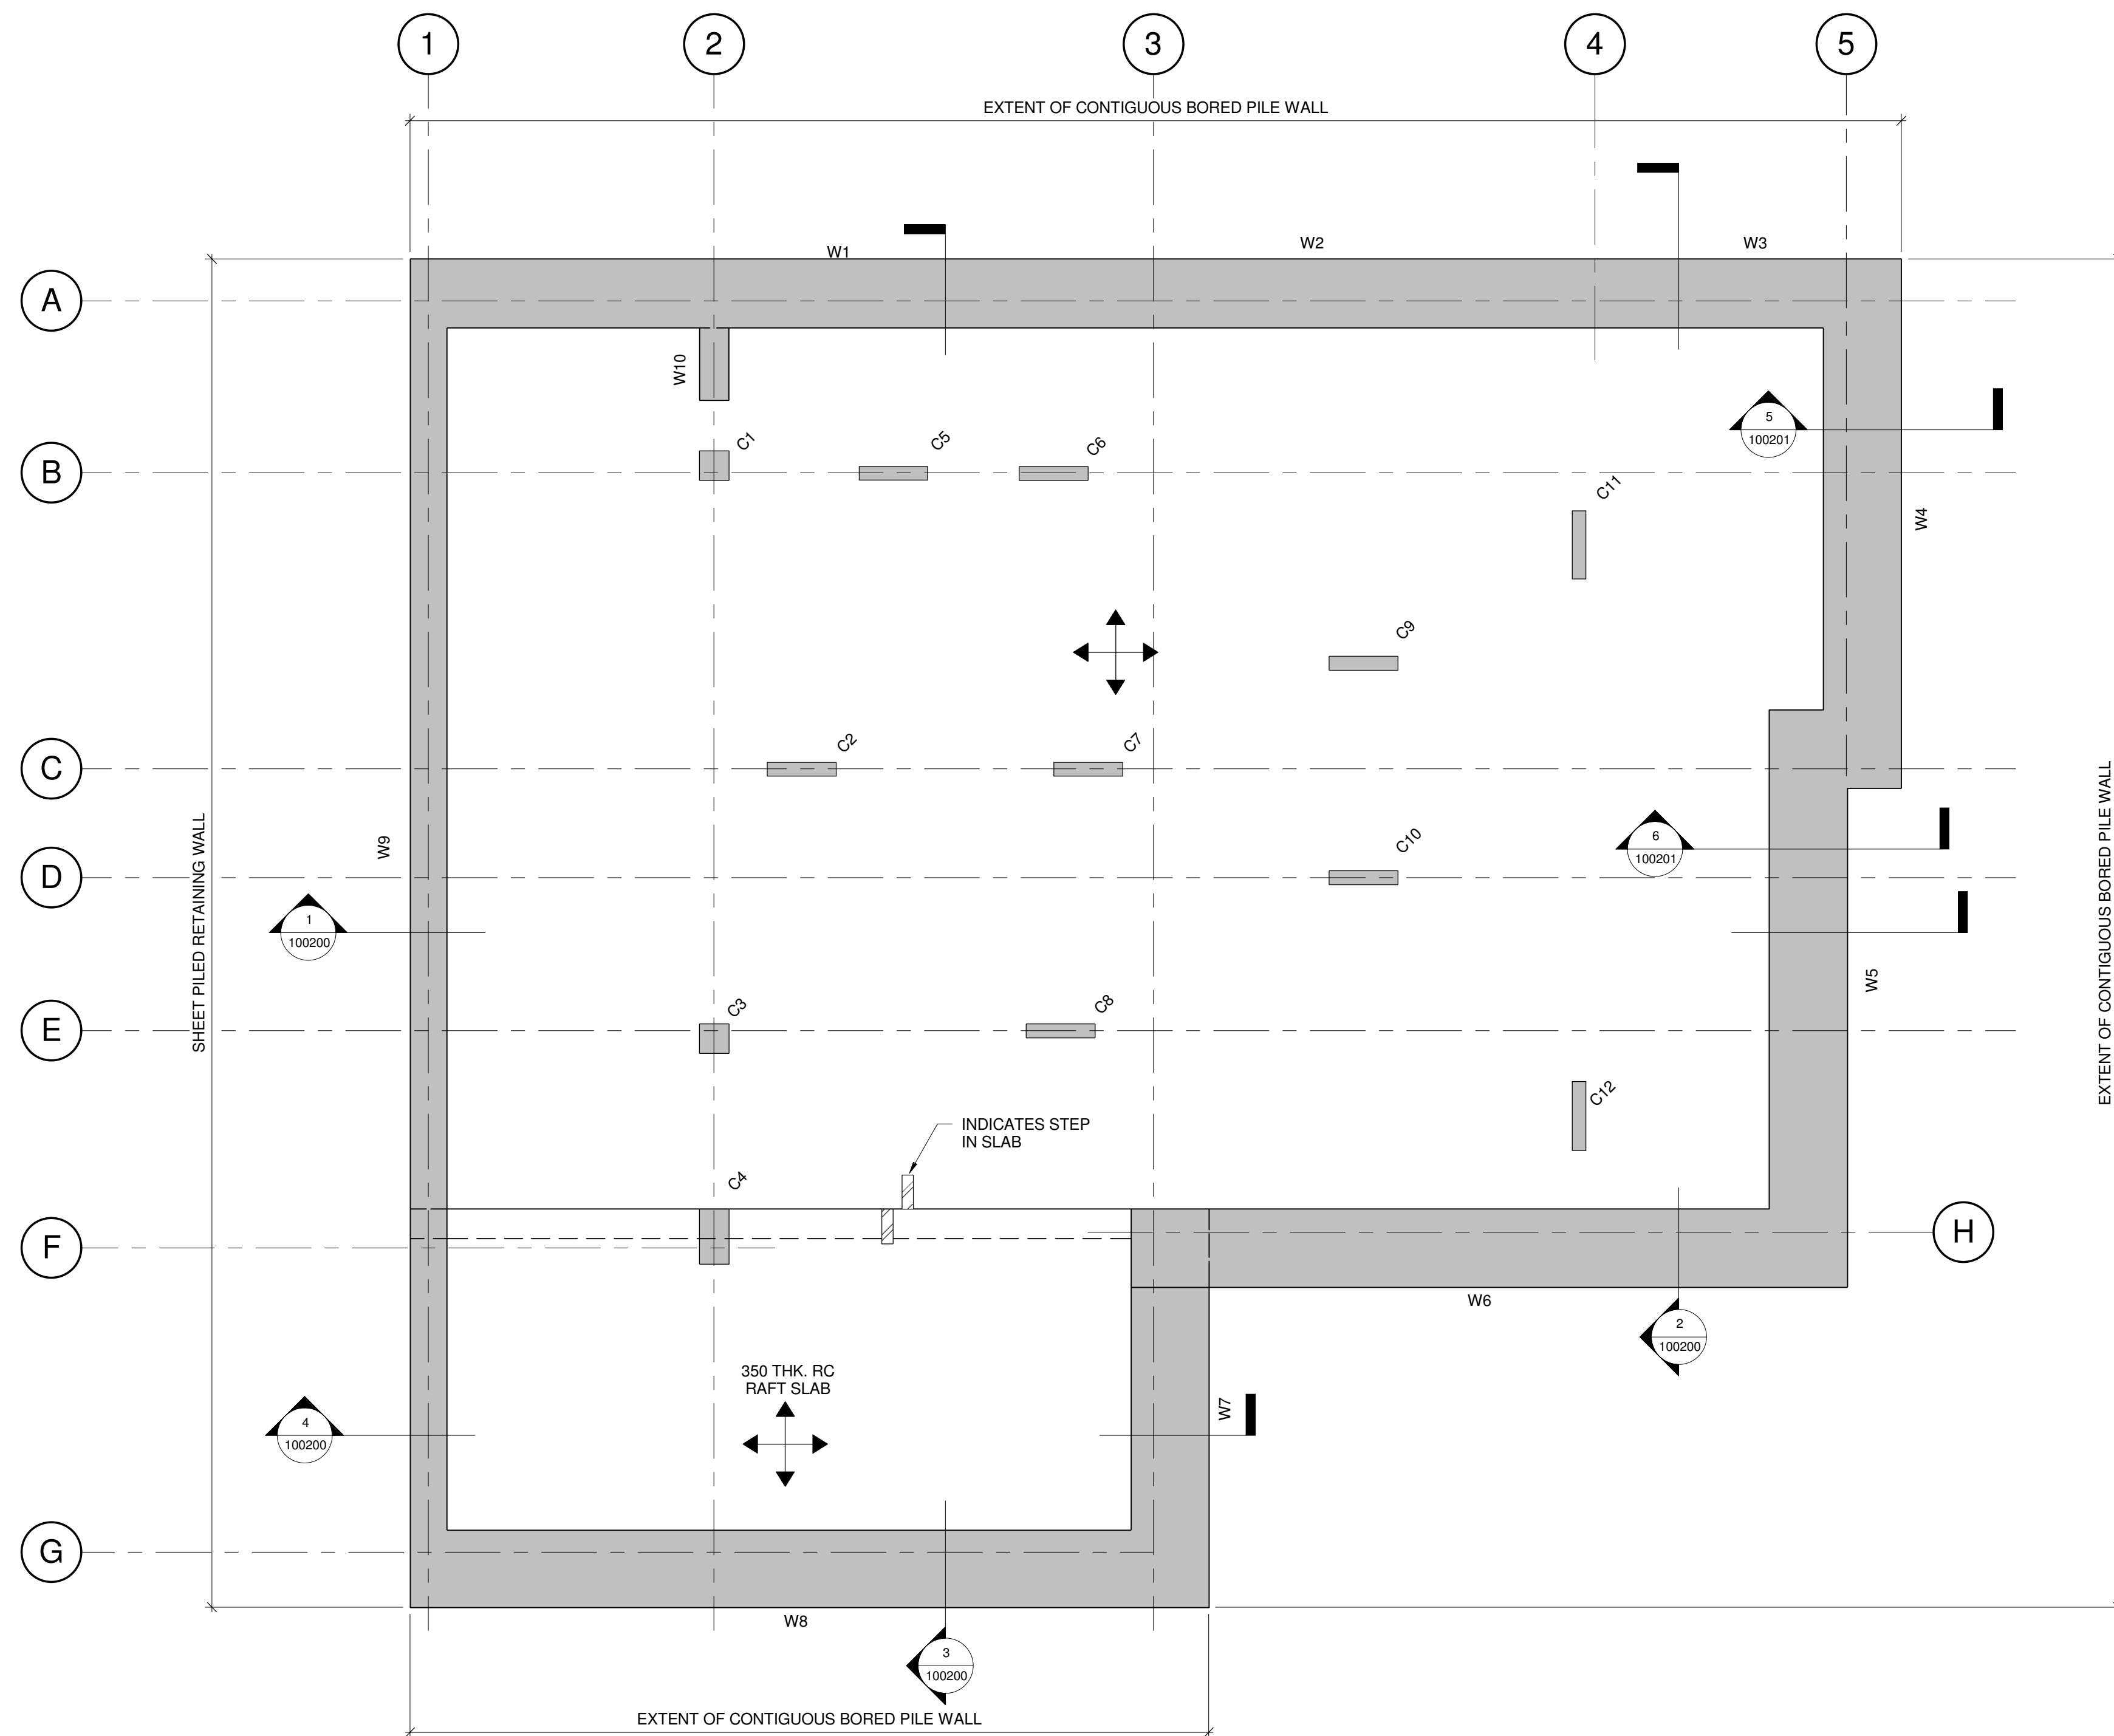 1
2
3
4
5
EXTENT OF CONTIGUOUS BORED PILE WALL
W1
W2
W3
A
W10
5
100201
C1
C5
C6
B
C11
W4
C9
C2
C7
C
SHEET PILED RETAINING WALL
W9
C10
6
100201
EXTENT OF CONTIGUOUS BORED PILE WALL
D
1
100200
W5
C3
C8
E
C12
INDICATES STEP
IN SLAB
C4
F
H
W6
2
100200
350 THK. RC
RAFT SLAB
W7
4
100200
G
W8
3
100200
EXTENT OF CONTIGUOUS BORED PILE WALL